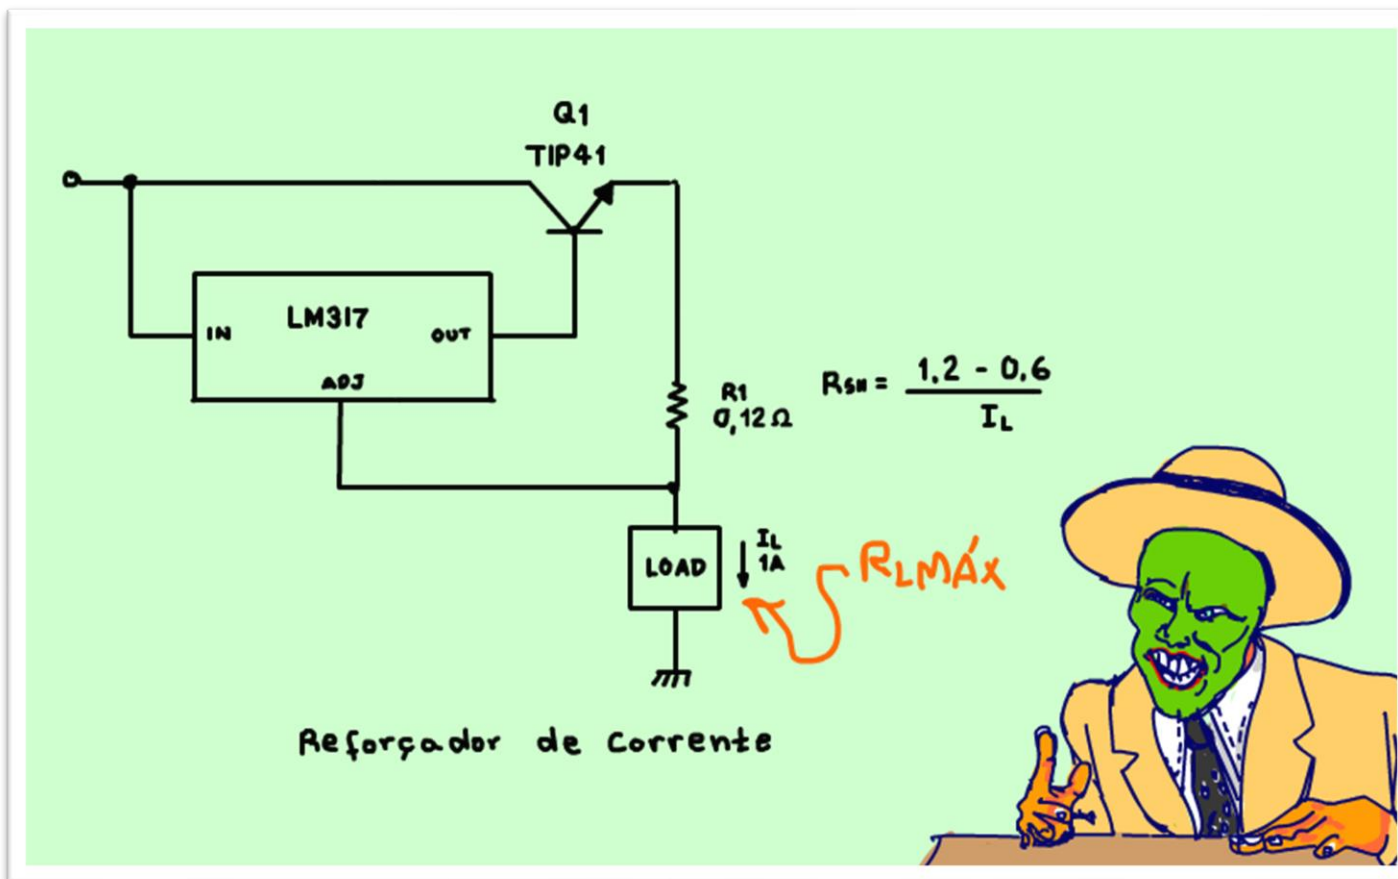 Q1
TIP41
LM317
IN
OUT
ADJ
R1
0,12Ω
RSH = 1,2 - 0,6
IL
LOAD
IL
1A
RLMÁX
Reforçador de corrente